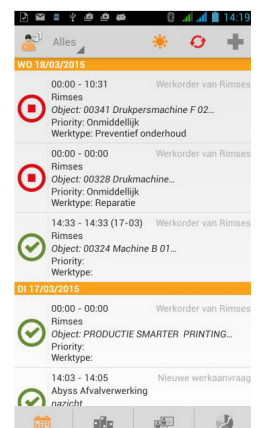 14:19
Alles
WO 18/03/2015
00:00 - 10:31 Werkorder van Rimses
Rimses
Object: 00341 Drukpersmachine F 02...
Priority: Onmiddellijk
Werktype: Preventief onderhoud
00:00 - 00:00 Werkorder van Rimses
Rimses
Object: 00328 Drukmachine...
Priority: Onmiddellijk
Werktype: Reparatie
14:33 - 14:33 (17-03) Werkorder van Rimses
Rimses
Object: 00324 Machine B 01...
Priority:
Werktype:
DI 17/03/2015
00:00 - 00:00 Werkorder van Rimses
Rimses
Object: PRODUCTIE SMARTER PRINTING...
Priority:
Werktype:
14:03 - 14:05 Nieuwe werkaanvraag
Abyss Afvalverwerking
nazicht